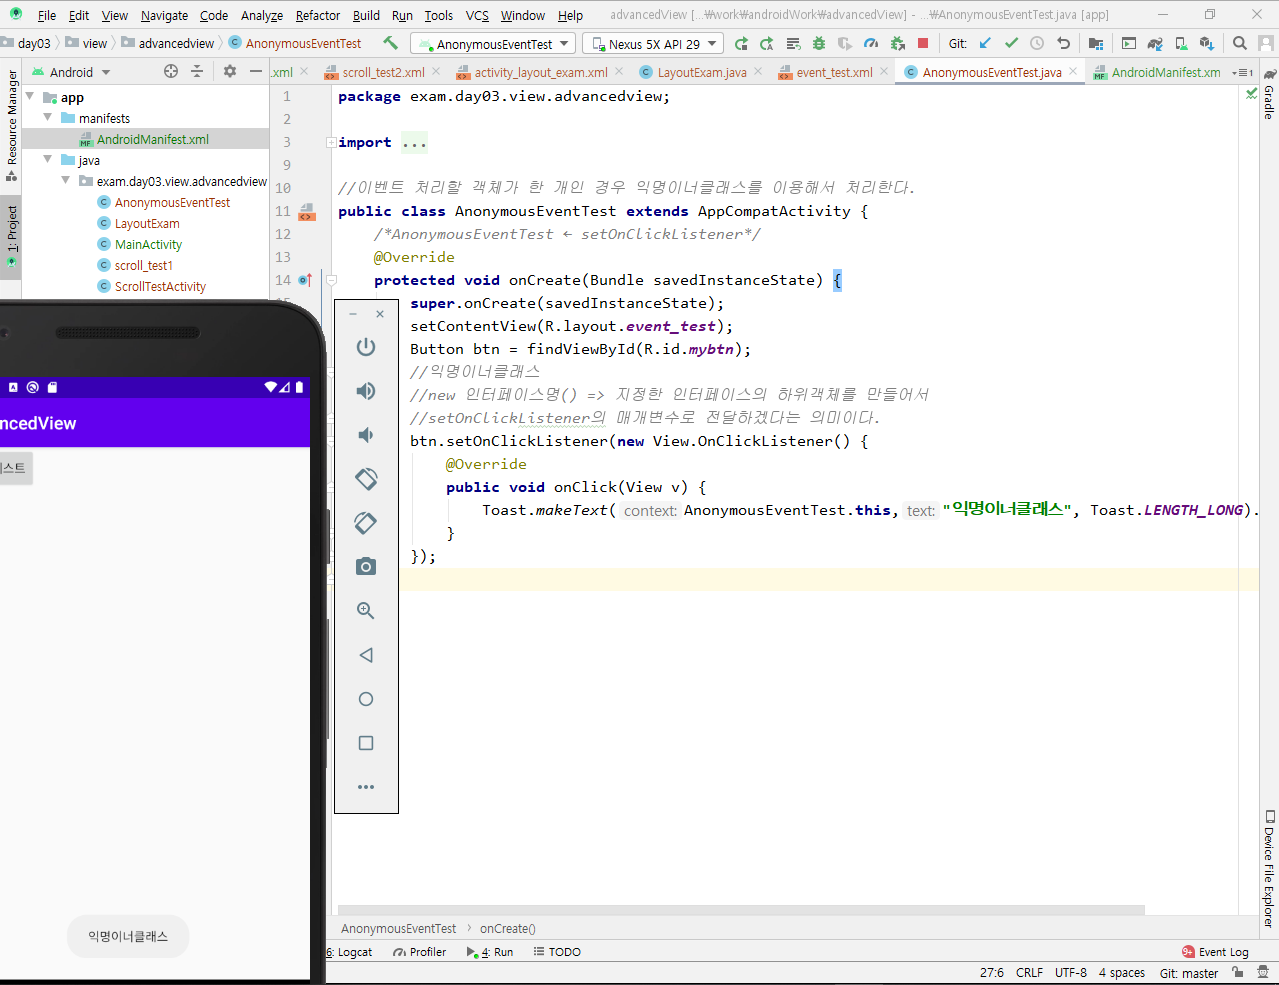 File Edit View Navigate Code Analyze Refactor Build Run Tools VCS Window Help advancedView [...₩work₩androidWork₩advancedView] - ...₩AnonymousEventTest.java [app]
day03 view advancedview AnonymousEventTest AnonymousEventTest Nexus 5X API 29 Git:
Android .xml scroll_test2.xml activity_layout_exam.xml LayoutExam.java event_test.xml AnonymousEventTest.java AndroidManifest.xm
Resource Manager
1: Project
Gradle
Device File Explorer
app
manifests
AndroidManifest.xml
java
exam.day03.view.advancedview
AnonymousEventTest
LayoutExam
MainActivity
scroll_test1
ScrollTestActivity
1 package exam.day03.view.advancedview;
2
3 import ...
9
10 //이벤트 처리할 객체가 한 개인 경우 익명이너클래스를 이용해서 처리한다.
11 public class AnonymousEventTest extends AppCompatActivity {
12 /*AnonymousEventTest <- setOnClickListener*/
13 @Override
14 protected void onCreate(Bundle savedInstanceState) {
super.onCreate(savedInstanceState);
setContentView(R.layout.event_test);
Button btn = findViewById(R.id.mybtn);
//익명이너클래스
//new 인터페이스명() => 지정한 인터페이스의 하위객체를 만들어서
//setOnClickListener의 매개변수로 전달하겠다는 의미이다.
btn.setOnClickListener(new View.OnClickListener() {
@Override
public void onClick(View v) {
Toast.makeText( context: AnonymousEventTest.this, text: "익명이너클래스", Toast.LENGTH_LONG).
}
});
ncedView
스트
익명이너클래스
AnonymousEventTest onCreate()
6: Logcat Profiler 4: Run TODO 9+ Event Log
27:6 CRLF UTF-8 4 spaces Git: master